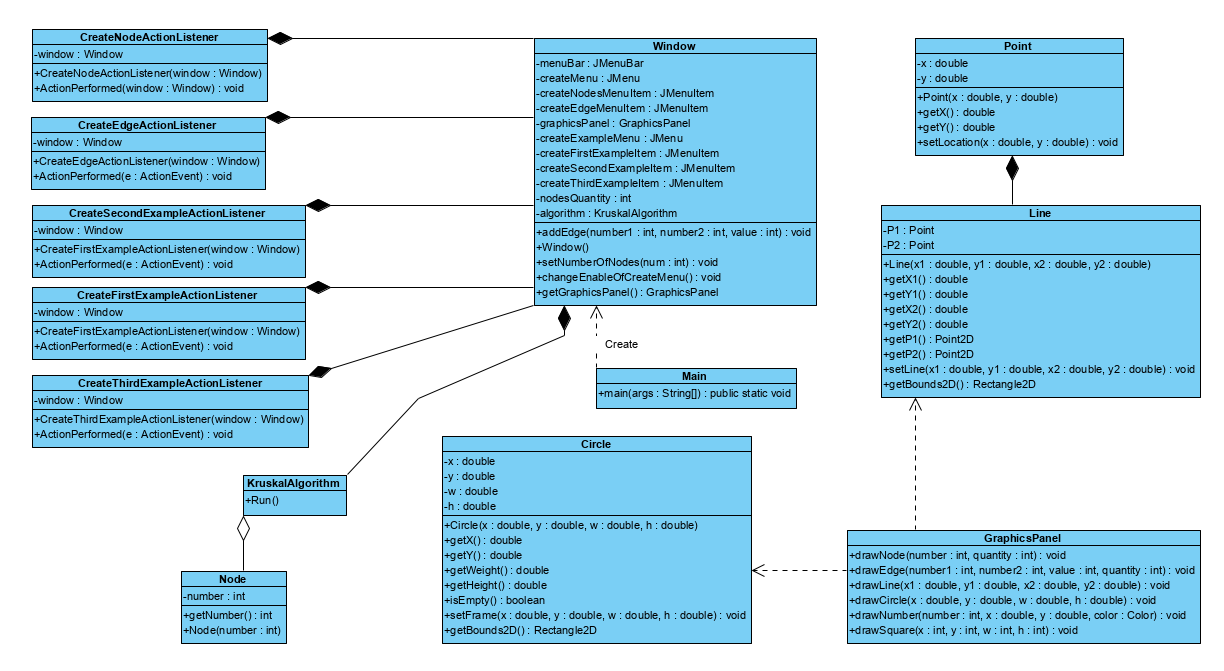 CreateNodeActionListener
-window : Window
+CreateNodeActionListener(window : Window)
+ActionPerformed(window : Window) : void
CreateEdgeActionListener
-window : Window
+CreateEdgeActionListener(window : Window)
+ActionPerformed(e : ActionEvent) : void
CreateSecondExampleActionListener
-window : Window
+CreateFirstExampleActionListener(window : Window)
+ActionPerformed(e : ActionEvent) : void
CreateFirstExampleActionListener
-window : Window
+CreateFirstExampleActionListener(window : Window)
+ActionPerformed(e : ActionEvent) : void
CreateThirdExampleActionListener
-window : Window
+CreateThirdExampleActionListener(window : Window)
+ActionPerformed(e : ActionEvent) : void
Window
-menuBar : JMenuBar
-createMenu : JMenu
-createNodesMenuItem : JMenuItem
-createEdgeMenuItem : JMenuItem
-graphicsPanel : GraphicsPanel
-createExampleMenu : JMenu
-createFirstExampleItem : JMenuItem
-createSecondExampleItem : JMenuItem
-createThirdExampleItem : JMenuItem
-nodesQuantity : int
-algorithm : KruskalAlgorithm
+addEdge(number1 : int, number2 : int, value : int) : void
+Window()
+setNumberOfNodes(num : int) : void
+changeEnableOfCreateMenu() : void
+getGraphicsPanel() : GraphicsPanel
Point
-x : double
-y : double
+Point(x : double, y : double)
+getX() : double
+getY() : double
+setLocation(x : double, y : double) : void
Line
-P1 : Point
-P2 : Point
+Line(x1 : double, y1 : double, x2 : double, y2 : double)
+getX1() : double
+getY1() : double
+getX2() : double
+getY2() : double
+getP1() : Point2D
+getP2() : Point2D
+setLine(x1 : double, y1 : double, x2 : double, y2 : double) : void
+getBounds2D() : Rectangle2D
Create
Main
+main(args : String[]) : public static void
Circle
-x : double
-y : double
-w : double
-h : double
+Circle(x : double, y : double, w : double, h : double)
+getX() : double
+getY() : double
+getWeight() : double
+getHeight() : double
+isEmpty() : boolean
+setFrame(x : double, y : double, w : double, h : double) : void
+getBounds2D() : Rectangle2D
KruskalAlgorithm
+Run()
Node
-number : int
+getNumber() : int
+Node(number : int)
GraphicsPanel
+drawNode(number : int, quantity : int) : void
+drawEdge(number1 : int, number2 : int, value : int, quantity : int) : void
+drawLine(x1 : double, y1 : double, x2 : double, y2 : double) : void
+drawCircle(x : double, y : double, w : double, h : double) : void
+drawNumber(number : int, x : double, y : double, color : Color) : void
+drawSquare(x : int, y : int, w : int, h : int) : void